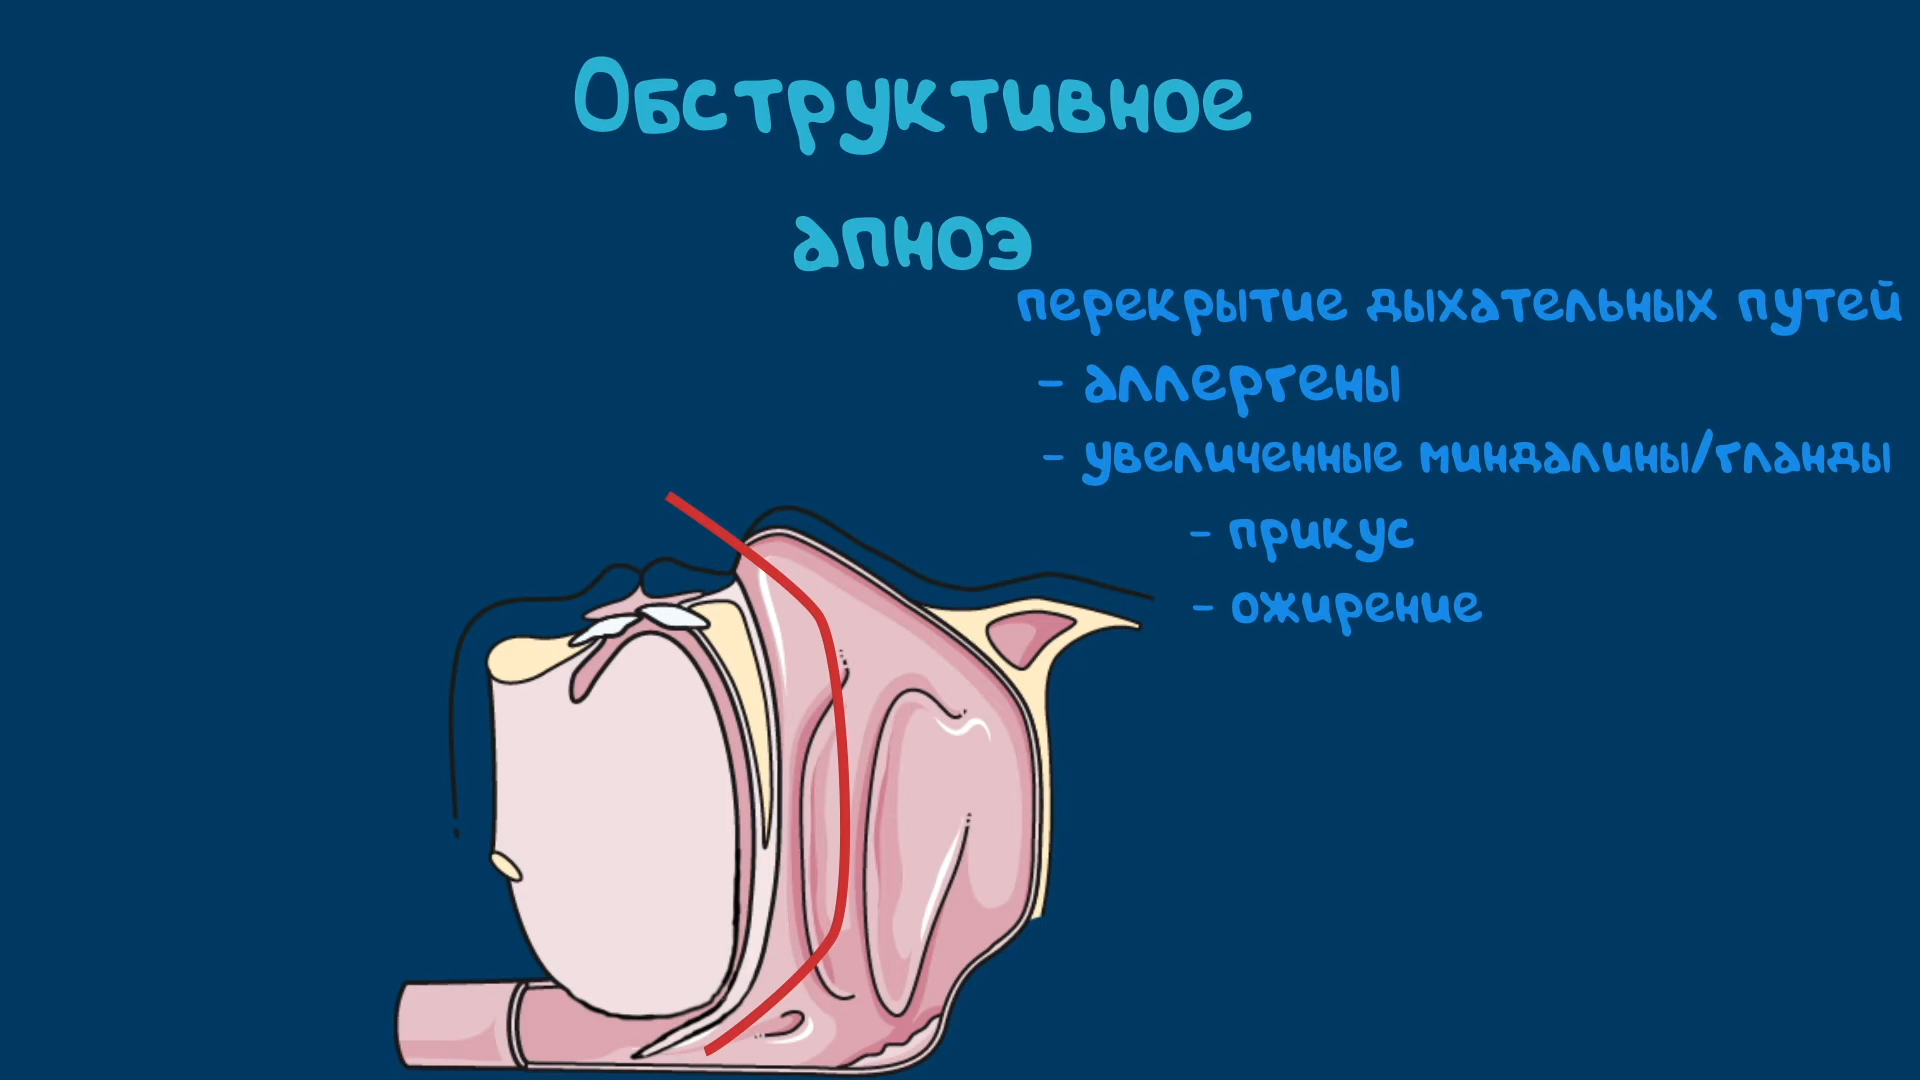 Обструктивное
апноэ
перекрытие дыхательных путей
- аллергены
- увеличенные миндалины/гланды
- прикус
- ожирение